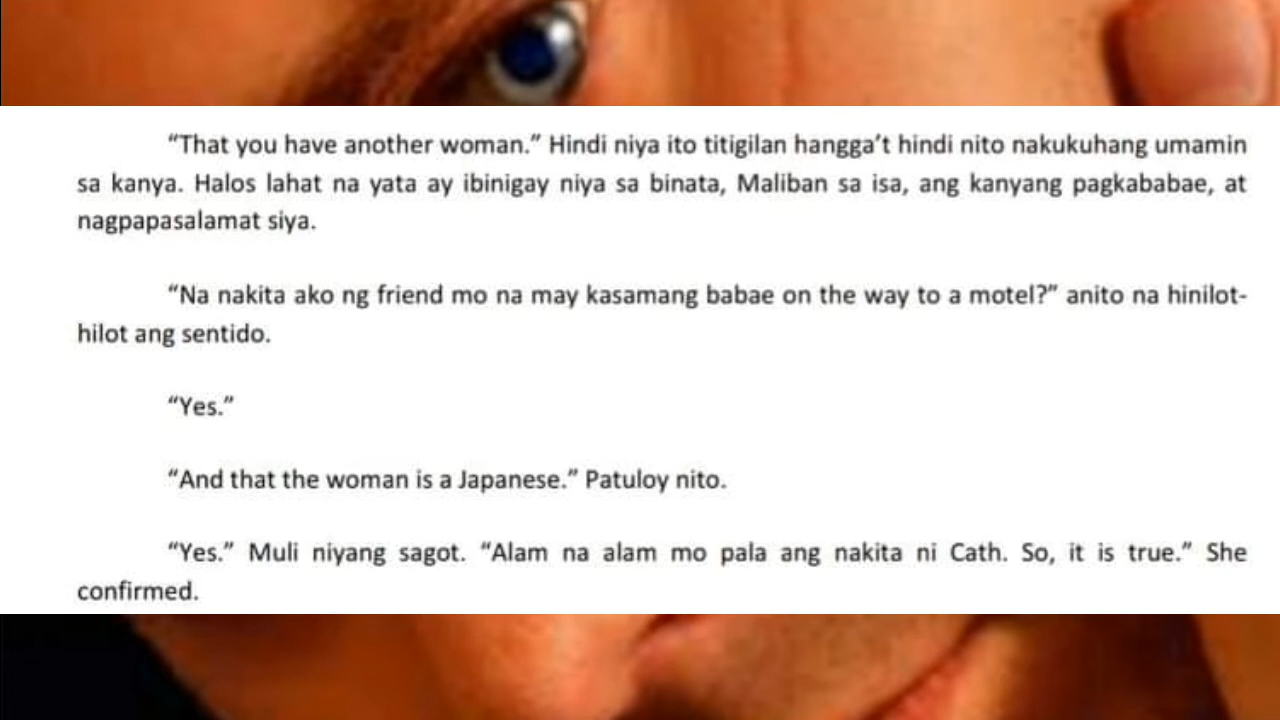 “That you have another woman.” Hindi niya ito titigilan hangga’t hindi nito nakukuhang umamin
sa kanya. Halos lahat na yata ay ibinigay niya sa binata, Maliban sa isa, ang kanyang pagkababae, at
nagpapasalamat siya.
“Na nakita ako ng friend mo na may kasamang babae on the way to a motel?” anito na hinilot-
hilot ang sentido.
“Yes.”
“And that the woman is a Japanese.” Patuloy nito.
“Yes.” Muli niyang sagot. “Alam na alam mo pala ang nakita ni Cath. So, it is true.” She
confirmed.